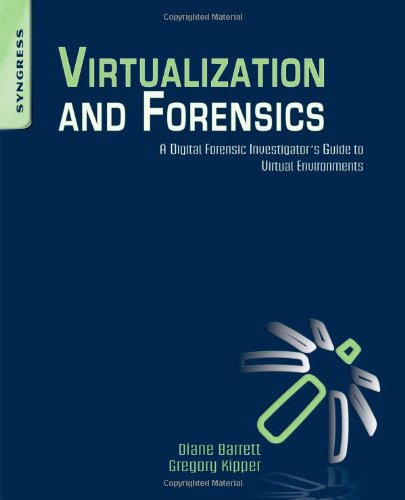 Copyrighted Material
SYNGRESS
VIRTUALIZATION
AND FORENSICS
A Digital Forensic Investigator's Guide to
Virtual Environments
Diane Barrett
Gregory Kipper
Copyrighted Material